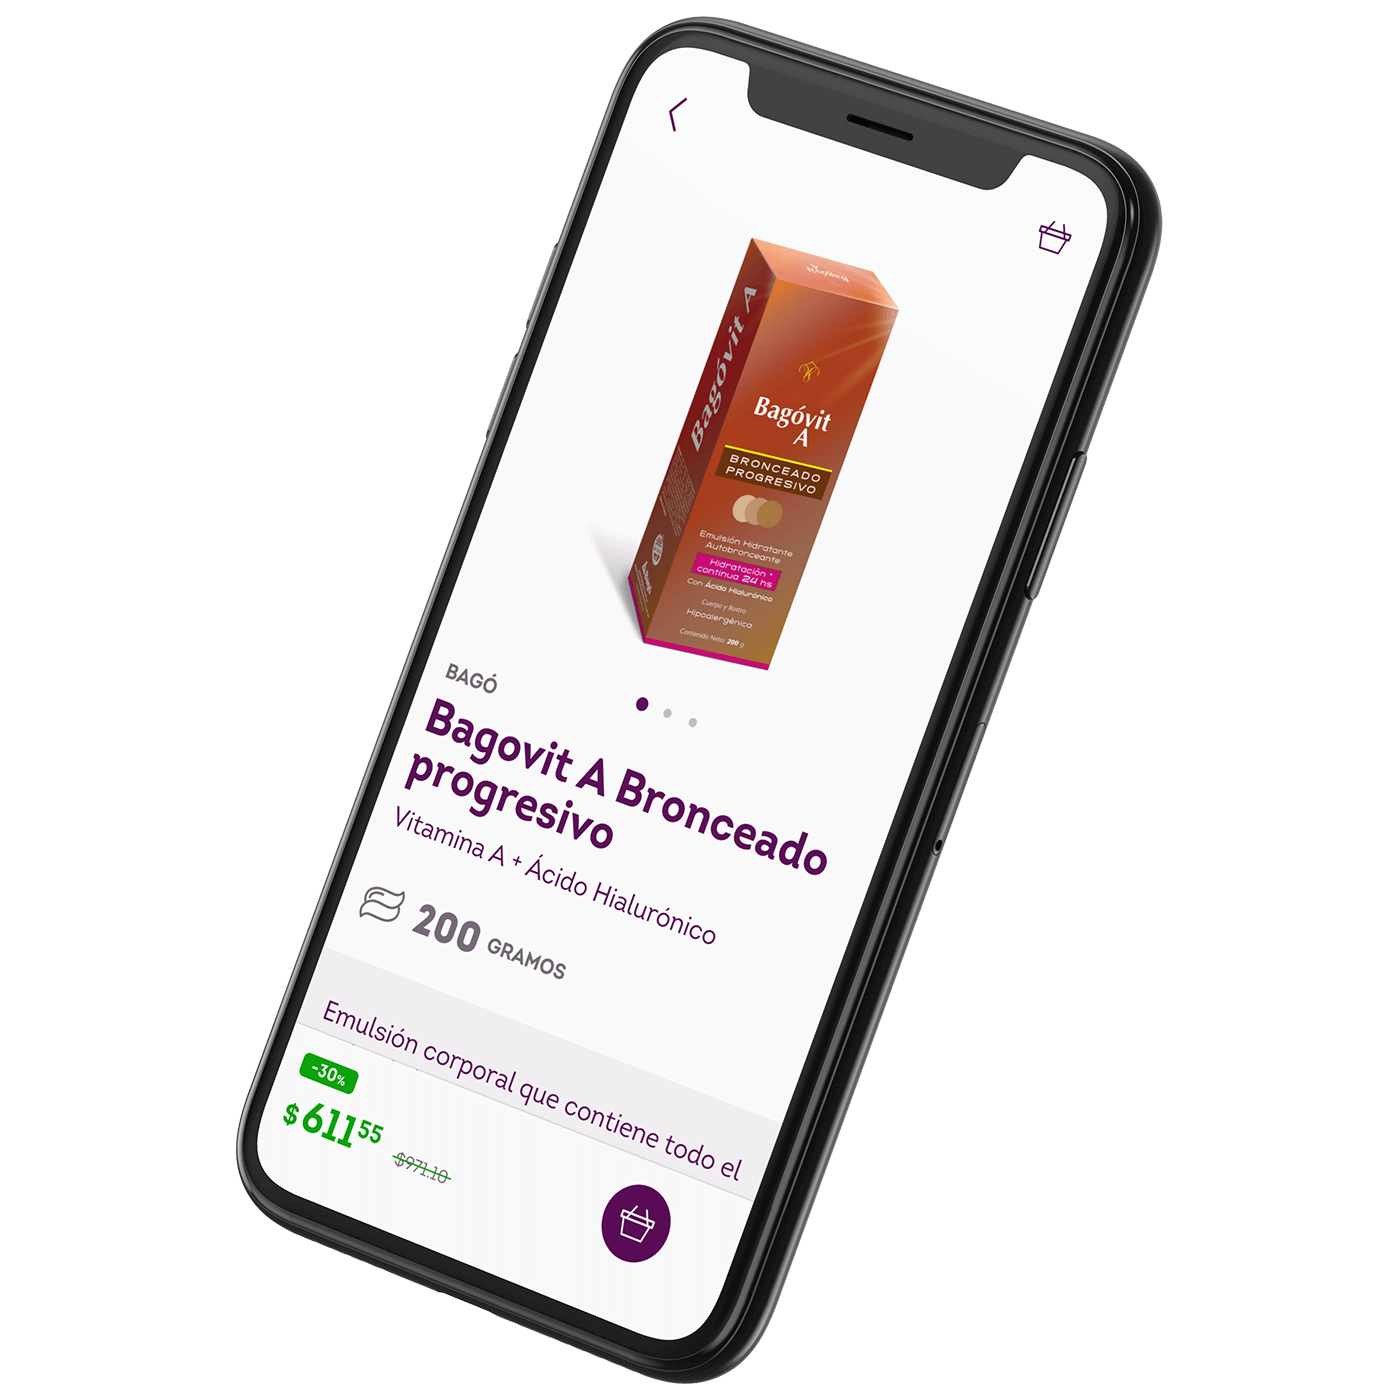 Bagóvit
Bagóvit A
Bagóvit
A
BRONCEADO
PROGRESIVO
Emulsión Hidratante
Autobronceante
Hidratación *
continua 24 hs
Con Ácido Hialurónico
Cuerpo y Rostro
Hipoalergénica
Contenido Neto: 200 g
Bagó
BAGÓ
Bagovit A Bronceado
progresivo
Vitamina A + Ácido Hialurónico
200 GRAMOS
Emulsión corporal que contiene todo el
-30%
$611 55
$971.10